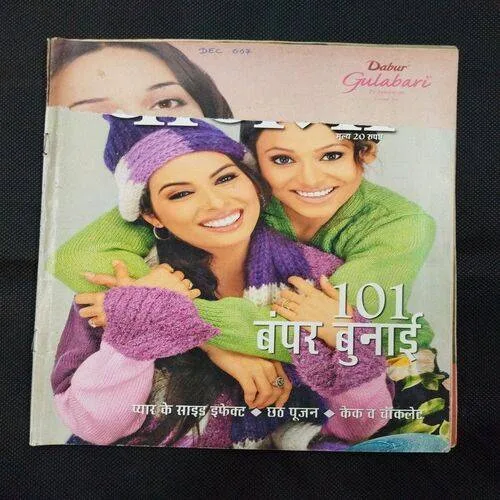 DEC 007
Dabur
Gulabari
मूल्य 20 रुपए
101
बंपर बुनाई
प्यार के साइड इफेक्ट ◆ छठ पूजन ◆ केक व चॉकलेट